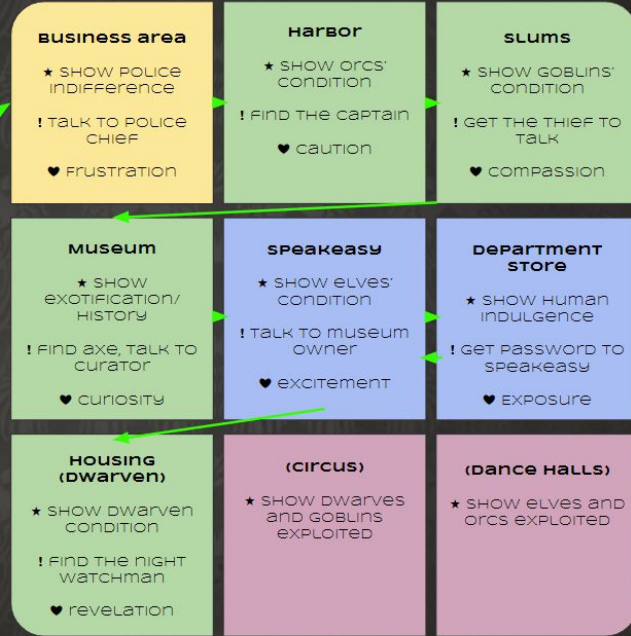 Business area
★ Show police
indifference
! Talk to police
chief
♥ Frustration
Harbor
★ Show orcs'
condition
! Find the captain
♥ Caution
Slums
★ Show goblins'
condition
! Get the thief to
talk
♥ Compassion
Museum
★ Show
exotification/
history
! Find axe, talk to
curator
♥ Curiosity
Speakeasy
★ Show elves'
condition
! Talk to museum
owner
♥ Excitement
Department
store
★ Show human
indulgence
! Get password to
speakeasy
♥ Exposure
Housing
(Dwarven)
★ Show dwarven
condition
! Find the night
watchman
♥ Revelation
(Circus)
★ Show dwarves
and goblins
exploited
(Dance Halls)
★ Show elves and
orcs exploited